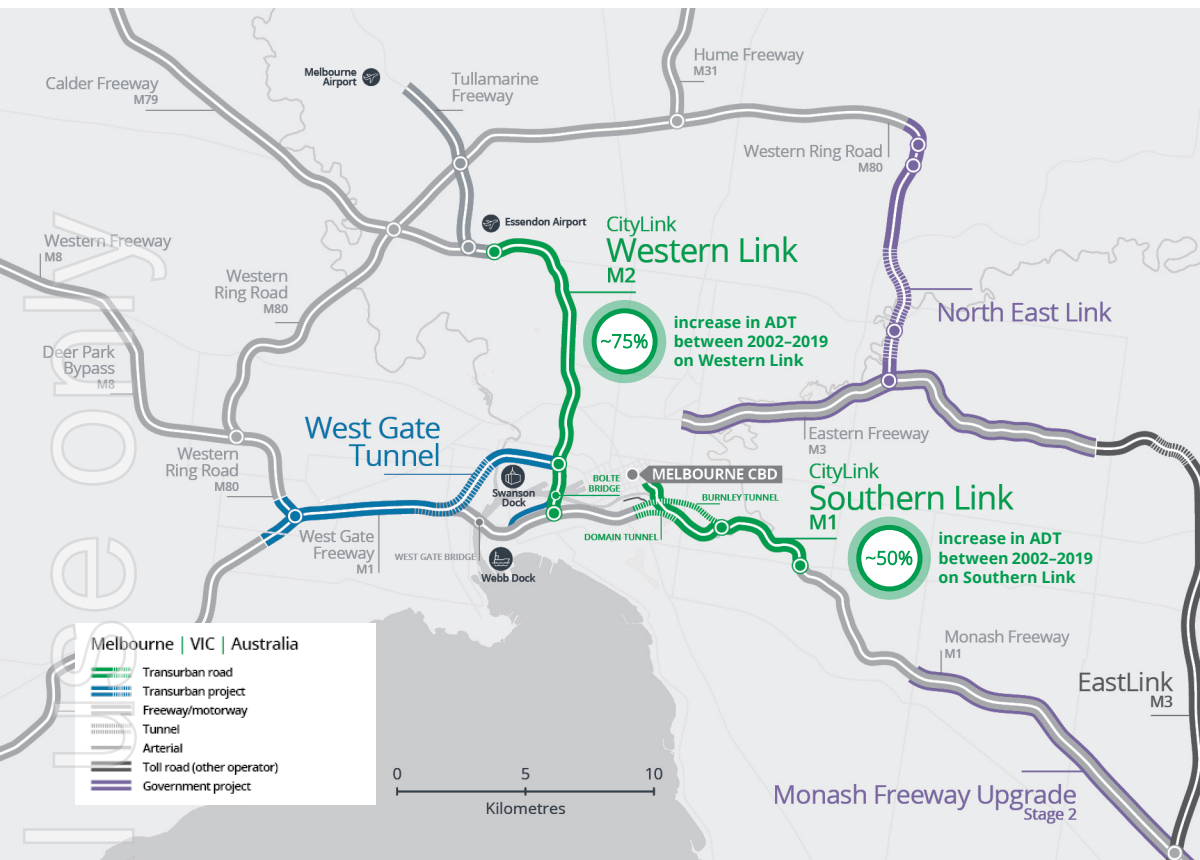 Hume Freeway
M31
Melbourne
Airport
Tullamarine
Freeway
Calder Freeway
M79
Western Ring Road
M80
Essendon Airport
CityLink
Western Link
M2
Western Freeway
M8
Western
Ring Road
M80
North East Link
~75%
increase in ADT
between 2002–2019
on Western Link
Deer Park
Bypass
M8
West Gate
Tunnel
Eastern Freeway
M3
Western
Ring Road
M80
MELBOURNE CBD
CityLink
Southern Link
M1
BOLTE
BRIDGE
Swanson
Dock
BURNLEY TUNNEL
DOMAIN TUNNEL
West Gate
Freeway
M1
WEST GATE BRIDGE
Webb Dock
~50%
increase in ADT
between 2002–2019
on Southern Link
Monash Freeway
M1
EastLink
M3
Melbourne | VIC | Australia
Transurban road
Transurban project
Freeway/motorway
Tunnel
Arterial
Toll road (other operator)
Government project
0 5 10
Kilometres
Monash Freeway Upgrade
Stage 2
l use only